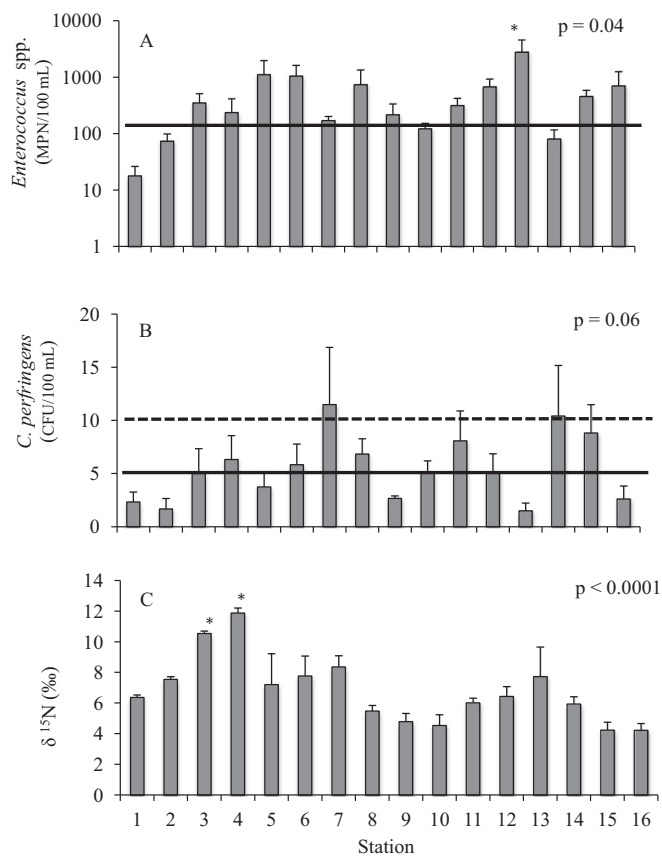 A
p = 0.04
*
Enterococcus spp.
(MPN/100 mL)
10000
1000
100
10
1
B
p = 0.06
C. perfringens
(CFU/100 mL)
20
15
10
5
0
C
p < 0.0001
* *
δ ¹⁵N (‰)
14
12
10
8
6
4
2
0
1 2 3 4 5 6 7 8 9 10 11 12 13 14 15 16
Station